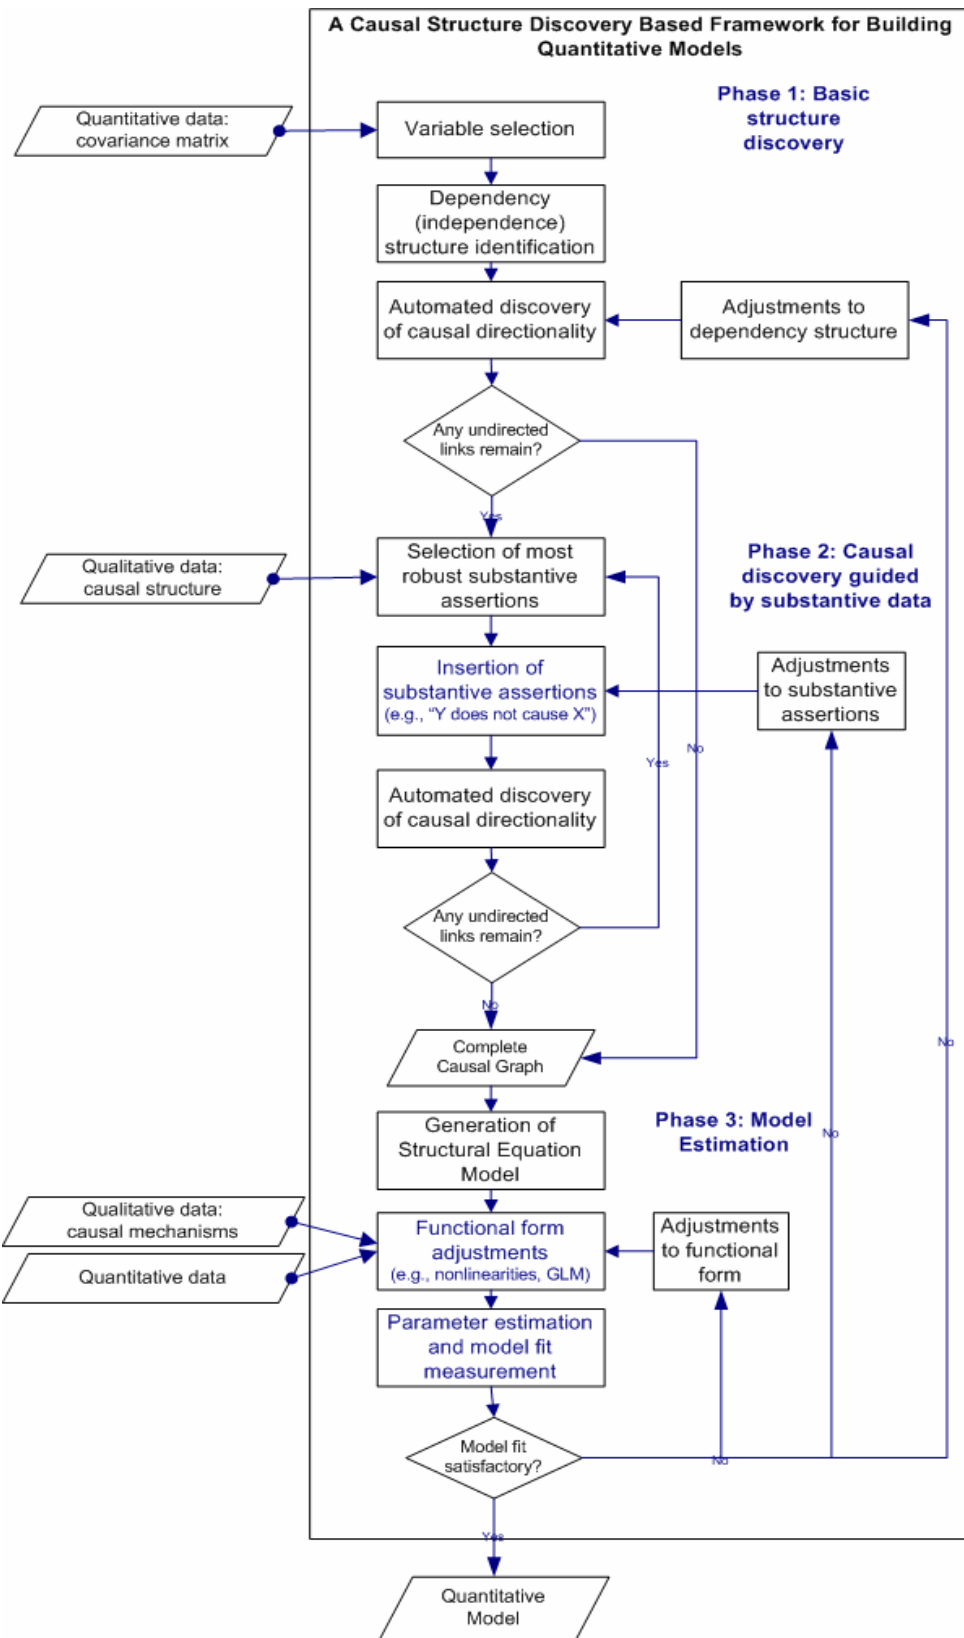 A Causal Structure Discovery Based Framework for Building
Quantitative Models
Phase 1: Basic
structure
discovery
Quantitative data:
covariance matrix
Variable selection
Dependency
(independence)
structure identification
Automated discovery
of causal directionality
Adjustments to
dependency structure
Any undirected
links remain?
Yes
Qualitative data:
causal structure
Selection of most
robust substantive
assertions
Phase 2: Causal
discovery guided
by substantive data
Insertion of
substantive assertions
(e.g., “Y does not cause X”)
Adjustments
to substantive
assertions
No
Yes
Automated discovery
of causal directionality
Any undirected
links remain?
No
Complete
Causal Graph
No
Generation of
Structural Equation
Model
Phase 3: Model
Estimation
No
Qualitative data:
causal mechanisms
Quantitative data
Functional form
adjustments
(e.g., nonlinearities, GLM)
Adjustments
to functional
form
Parameter estimation
and model fit
measurement
Model fit
satisfactory?
No
Yes
Quantitative
Model